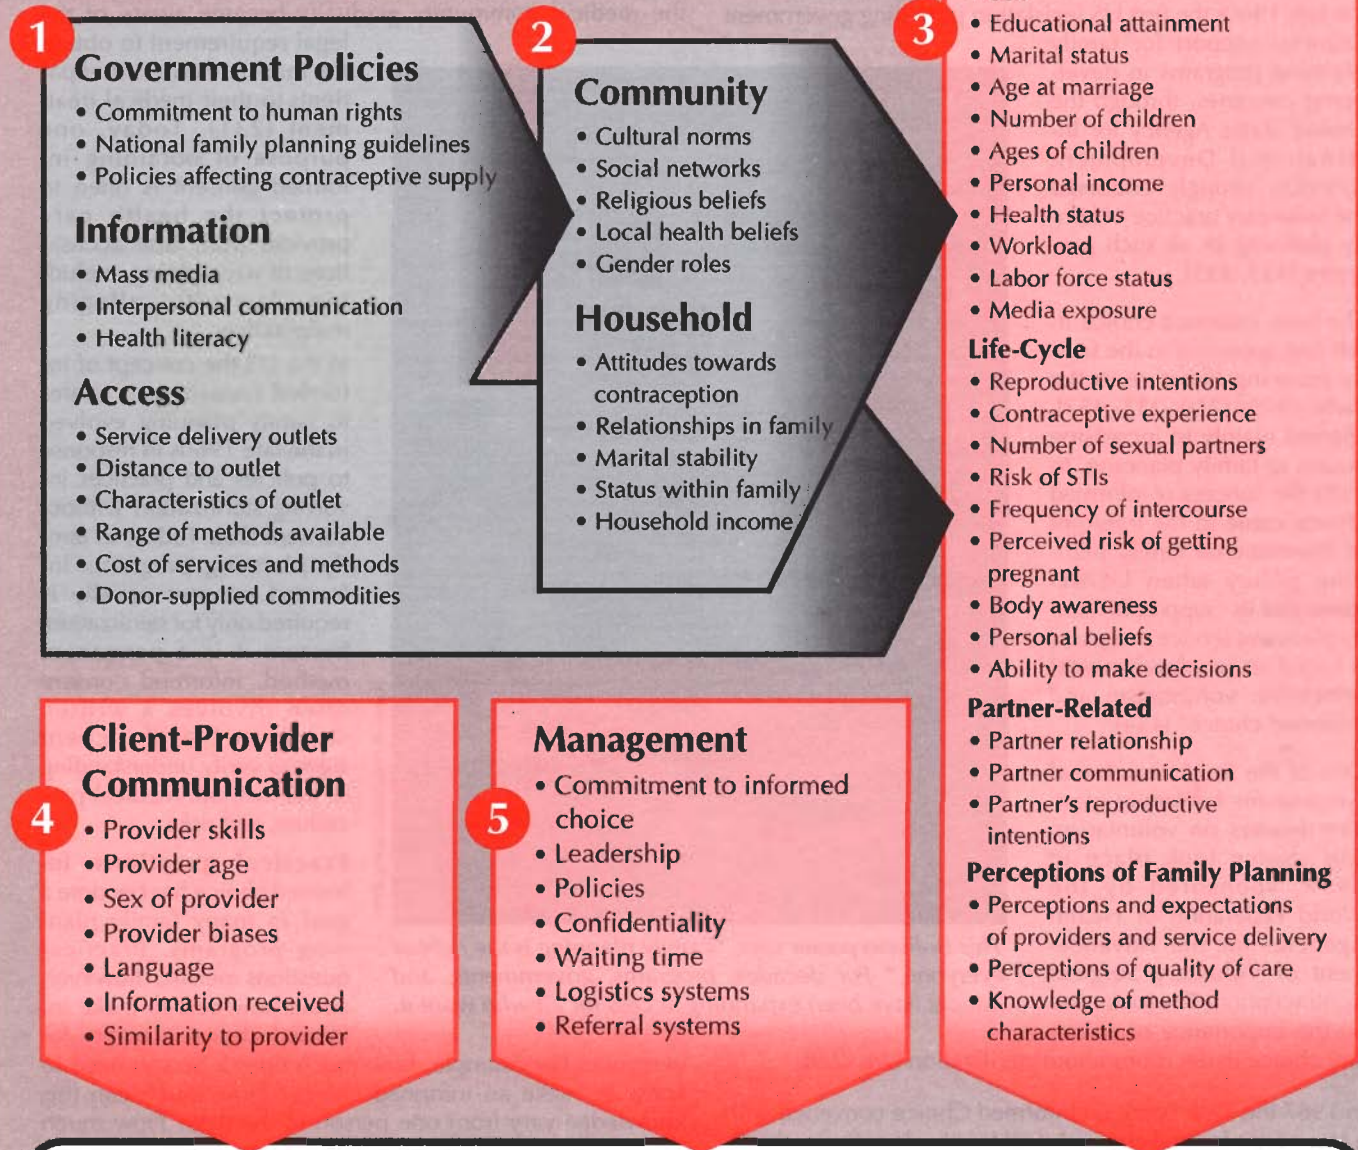 1
Government Policies
• Commitment to human rights
• National family planning guidelines
• Policies affecting contraceptive supply
Information
• Mass media
• Interpersonal communication
• Health literacy
Access
• Service delivery outlets
• Distance to outlet
• Characteristics of outlet
• Range of methods available
• Cost of services and methods
• Donor-supplied commodities
2
Community
• Cultural norms
• Social networks
• Religious beliefs
• Local health beliefs
• Gender roles
Household
• Attitudes towards
contraception
• Relationships in family
• Marital stability
• Status within family
• Household income
3
• Educational attainment
• Marital status
• Age at marriage
• Number of children
• Ages of children
• Personal income
• Health status
• Workload
• Labor force status
• Media exposure
Life-Cycle
• Reproductive intentions
• Contraceptive experience
• Number of sexual partners
• Risk of STIs
• Frequency of intercourse
• Perceived risk of getting
pregnant
• Body awareness
• Personal beliefs
• Ability to make decisions
Partner-Related
• Partner relationship
• Partner communication
• Partner's reproductive
intentions
Perceptions of Family Planning
• Perceptions and expectations
of providers and service delivery
• Perceptions of quality of care
• Knowledge of method
characteristics
4
Client-Provider
Communication
• Provider skills
• Provider age
• Sex of provider
• Provider biases
• Language
• Information received
• Similarity to provider
5
Management
• Commitment to informed
choice
• Leadership
• Policies
• Confidentiality
• Waiting time
• Logistics systems
• Referral systems